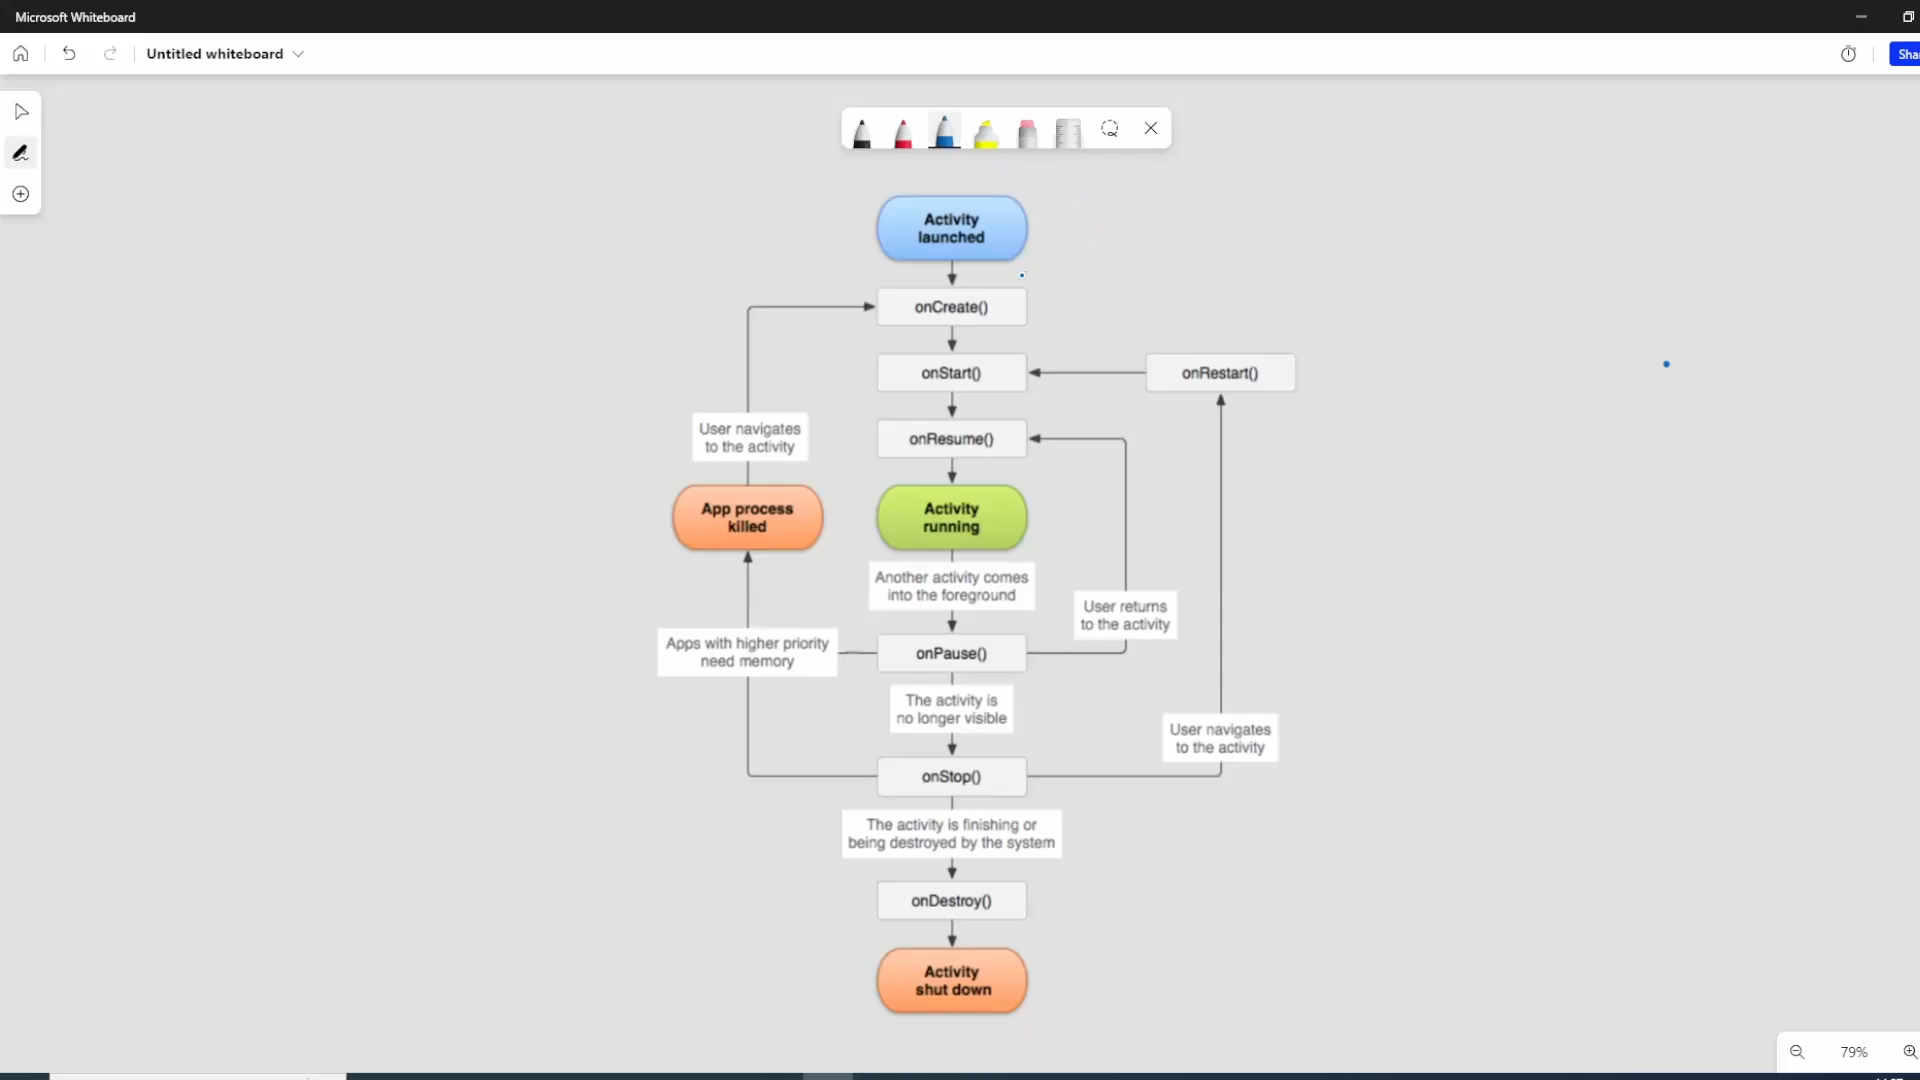 Microsoft Whiteboard
Untitled whiteboard
Activity
launched
onCreate()
onStart()
onRestart()
onResume()
User navigates
to the activity
App process
killed
Activity
running
Another activity comes
into the foreground
User returns
to the activity
Apps with higher priority
need memory
onPause()
The activity is
no longer visible
User navigates
to the activity
onStop()
The activity is finishing or
being destroyed by the system
onDestroy()
Activity
shut down
79%